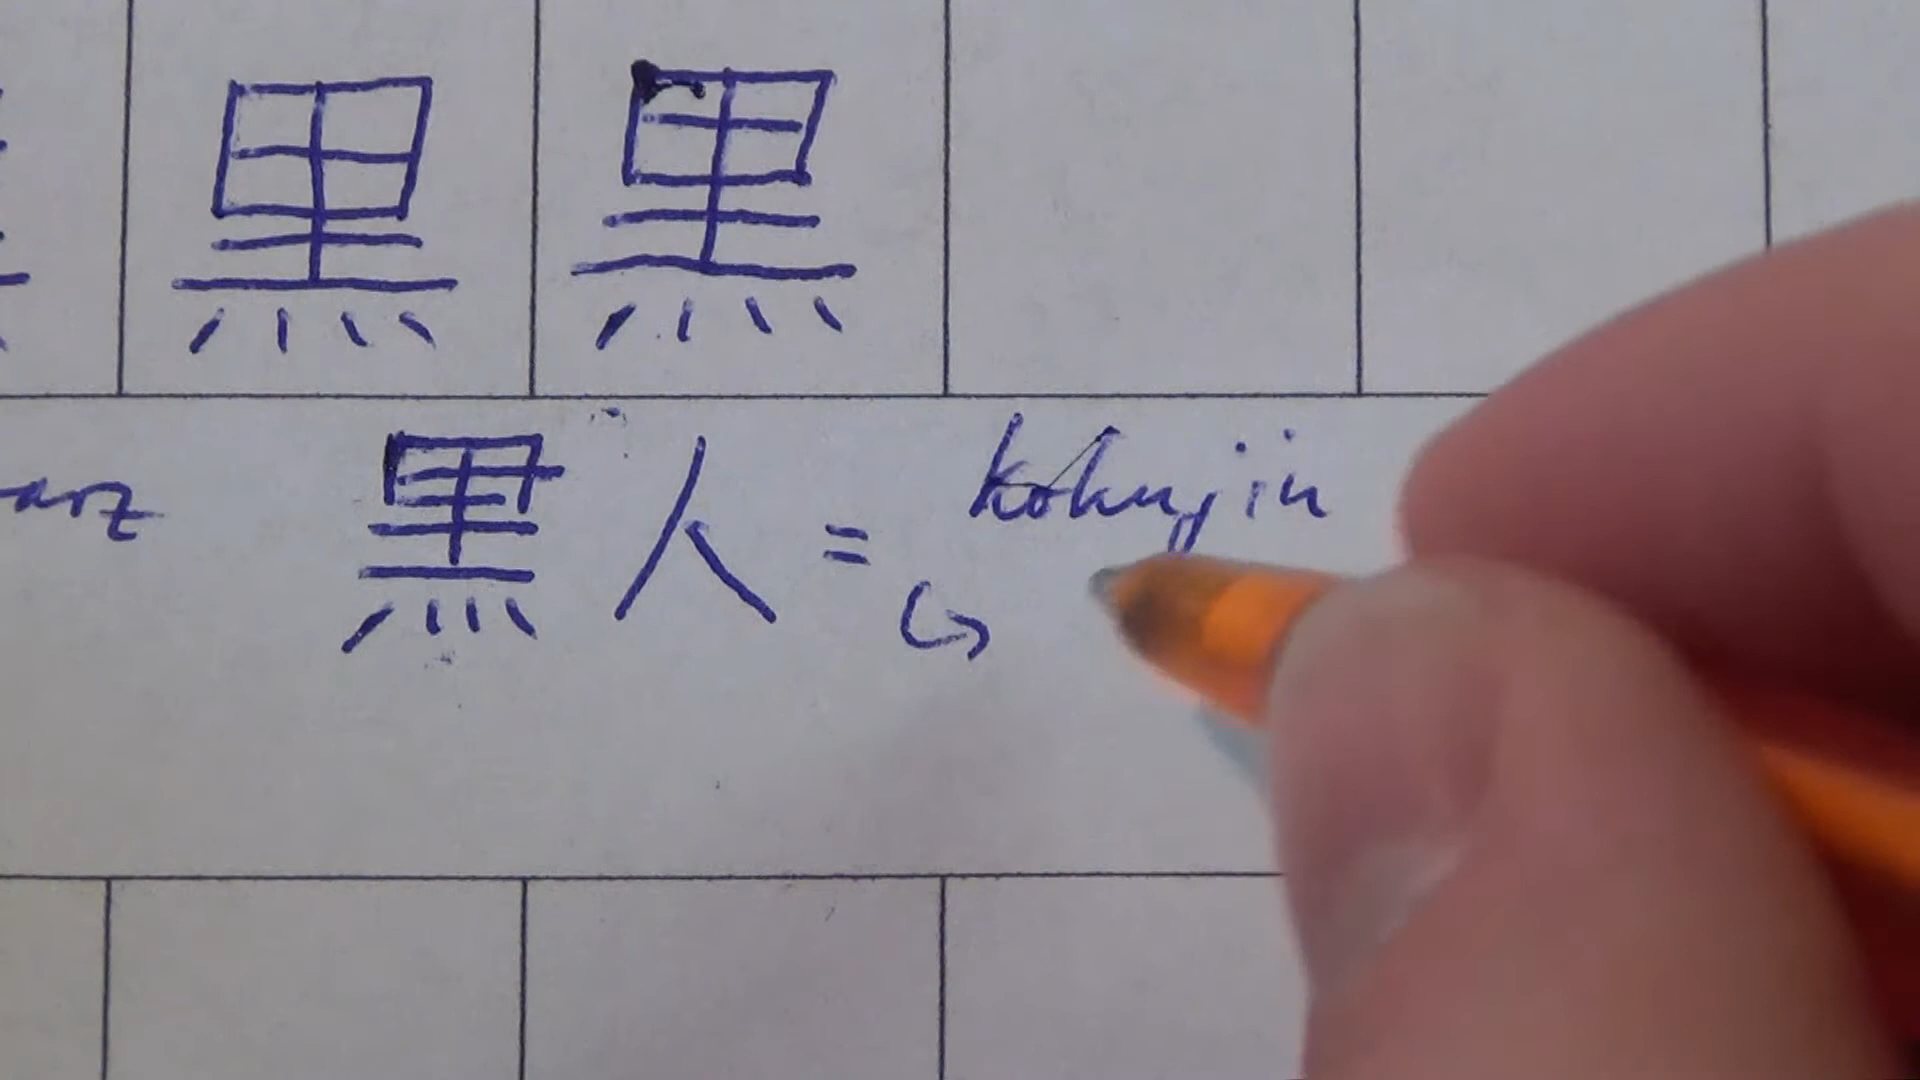 黒 黒
黒人 = kokujin